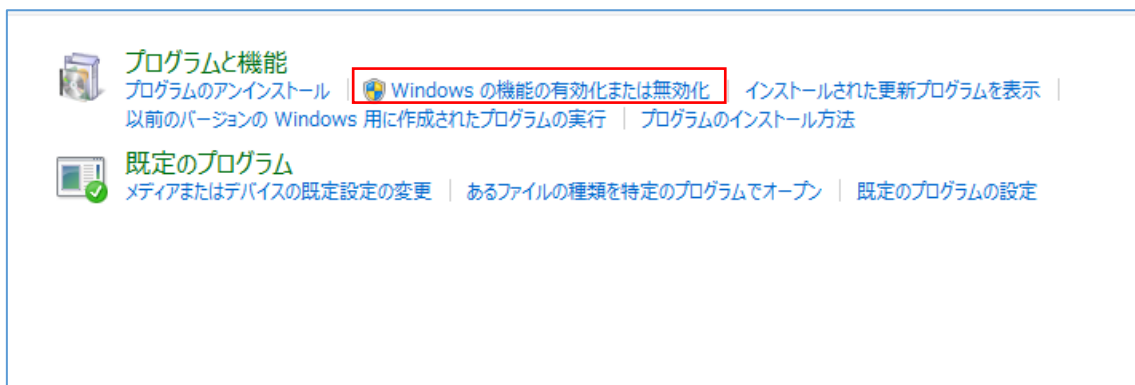 プログラムと機能
プログラムのアンインストール | Windows の機能の有効化または無効化 | インストールされた更新プログラムを表示 |
以前のバージョンの Windows 用に作成されたプログラムの実行 | プログラムのインストール方法
既定のプログラム
メディアまたはデバイスの既定設定の変更 | あるファイルの種類を特定のプログラムでオープン | 既定のプログラムの設定